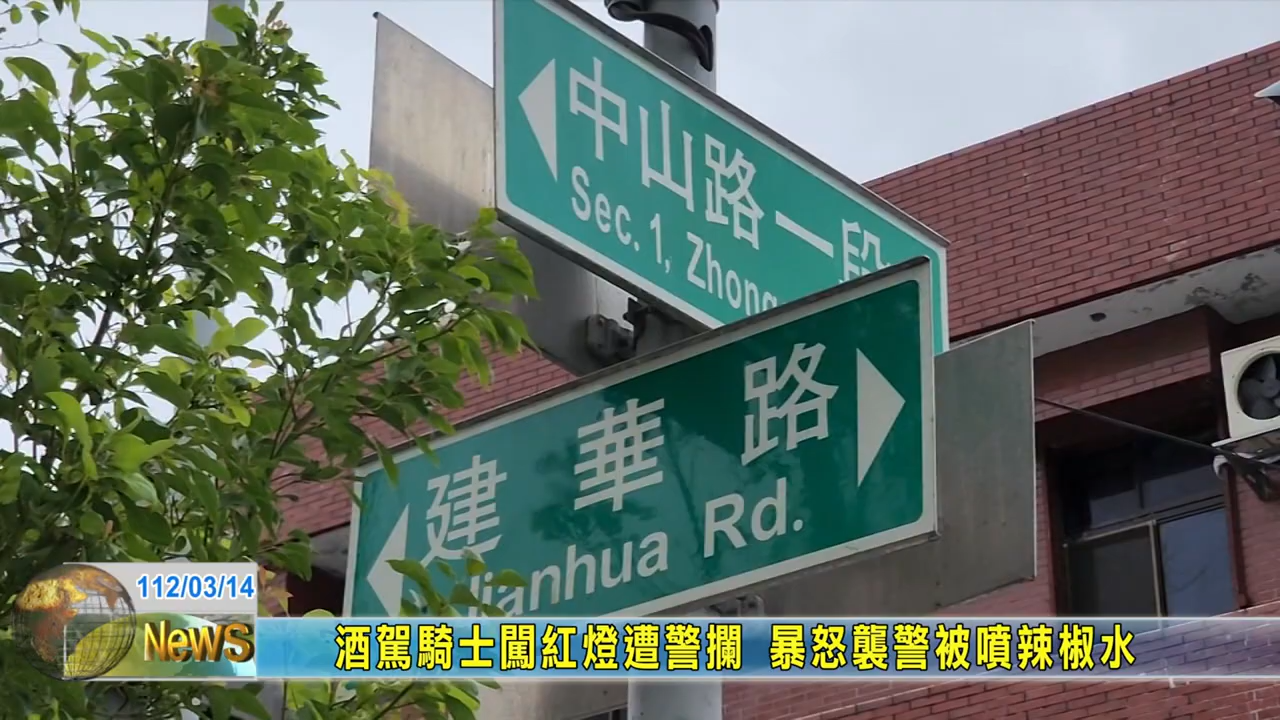 中山路一段
Sec. 1, Zhong
建華路
Jianhua Rd.
112/03/14
NewS
酒駕騎士闖紅燈遭警攔 暴怒襲警被噴辣椒水